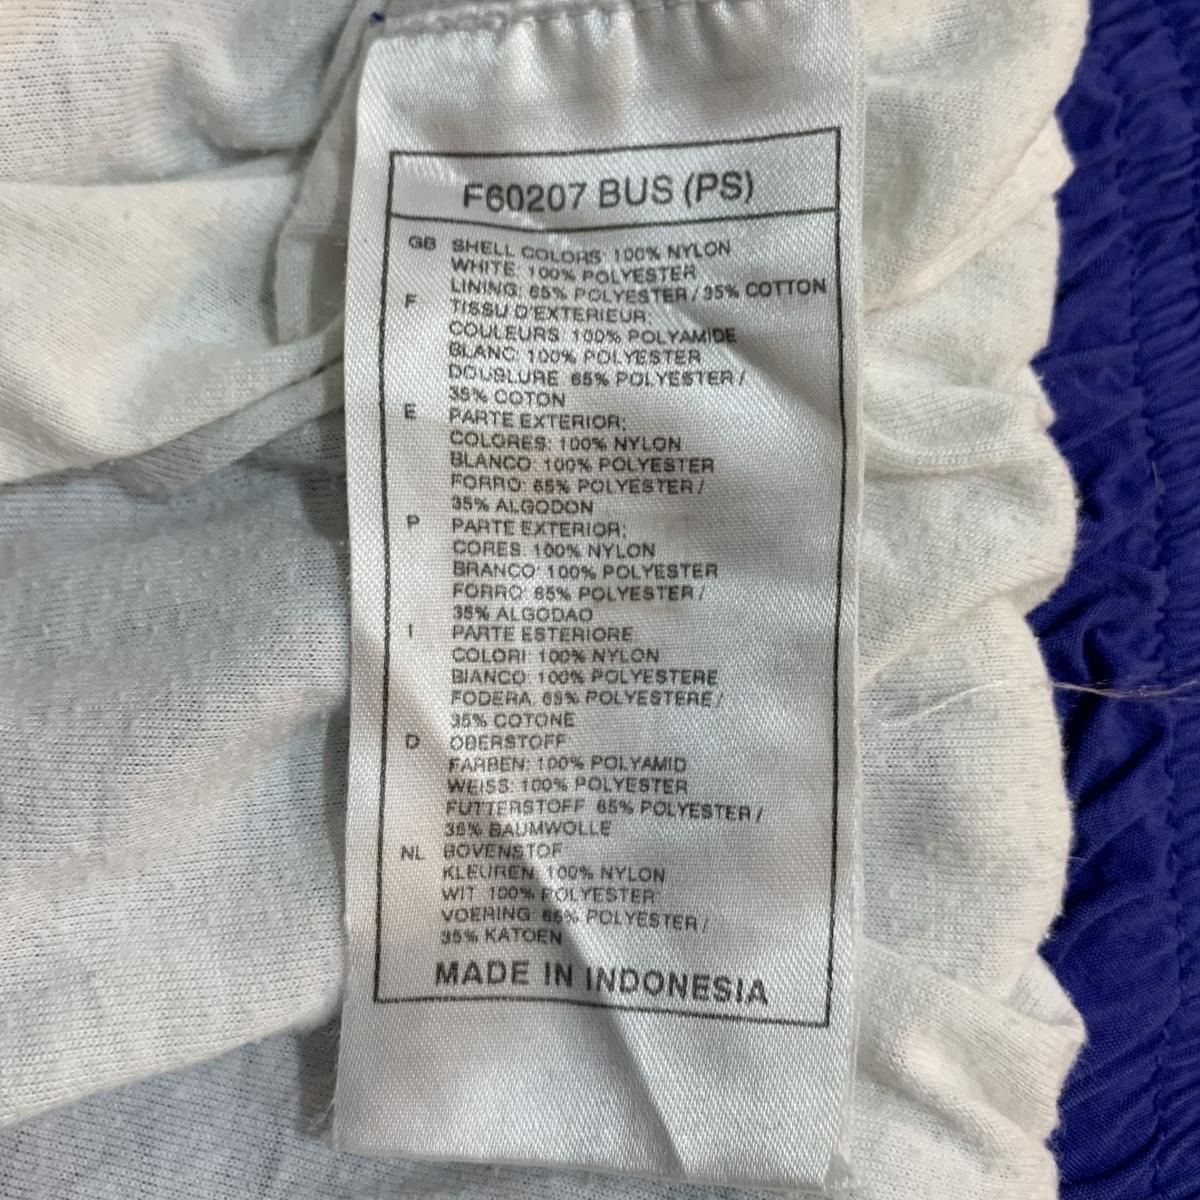 F60207 BUS (PS)
GB SHELL COLORS: 100% NYLON
WHITE: 100% POLYESTER
LINING: 65% POLYESTER / 35% COTTON
F TISSU D'EXTERIEUR:
COULEURS: 100% POLYAMIDE
BLANC: 100% POLYESTER
DOUBLURE: 65% POLYESTER /
35% COTON
E PARTE EXTERIOR:
COLORES: 100% NYLON
BLANCO: 100% POLYESTER
FORRO: 65% POLYESTER /
35% ALGODON
P PARTE EXTERIOR:
CORES: 100% NYLON
BRANCO: 100% POLYESTER
FORRO: 65% POLYESTER /
35% ALGODAO
I PARTE ESTERIORE
COLORI: 100% NYLON
BIANCO: 100% POLYESTERE
FODERA: 65% POLYESTERE /
35% COTONE
D OBERSTOFF
FARBEN: 100% POLYAMID
WEISS: 100% POLYESTER
FUTTERSTOFF 65% POLYESTER /
35% BAUMWOLLE
NL BOVENSTOF
KLEUREN: 100% NYLON
WIT: 100% POLYESTER
VOERING: 65% POLYESTER /
35% KATOEN
MADE IN INDONESIA